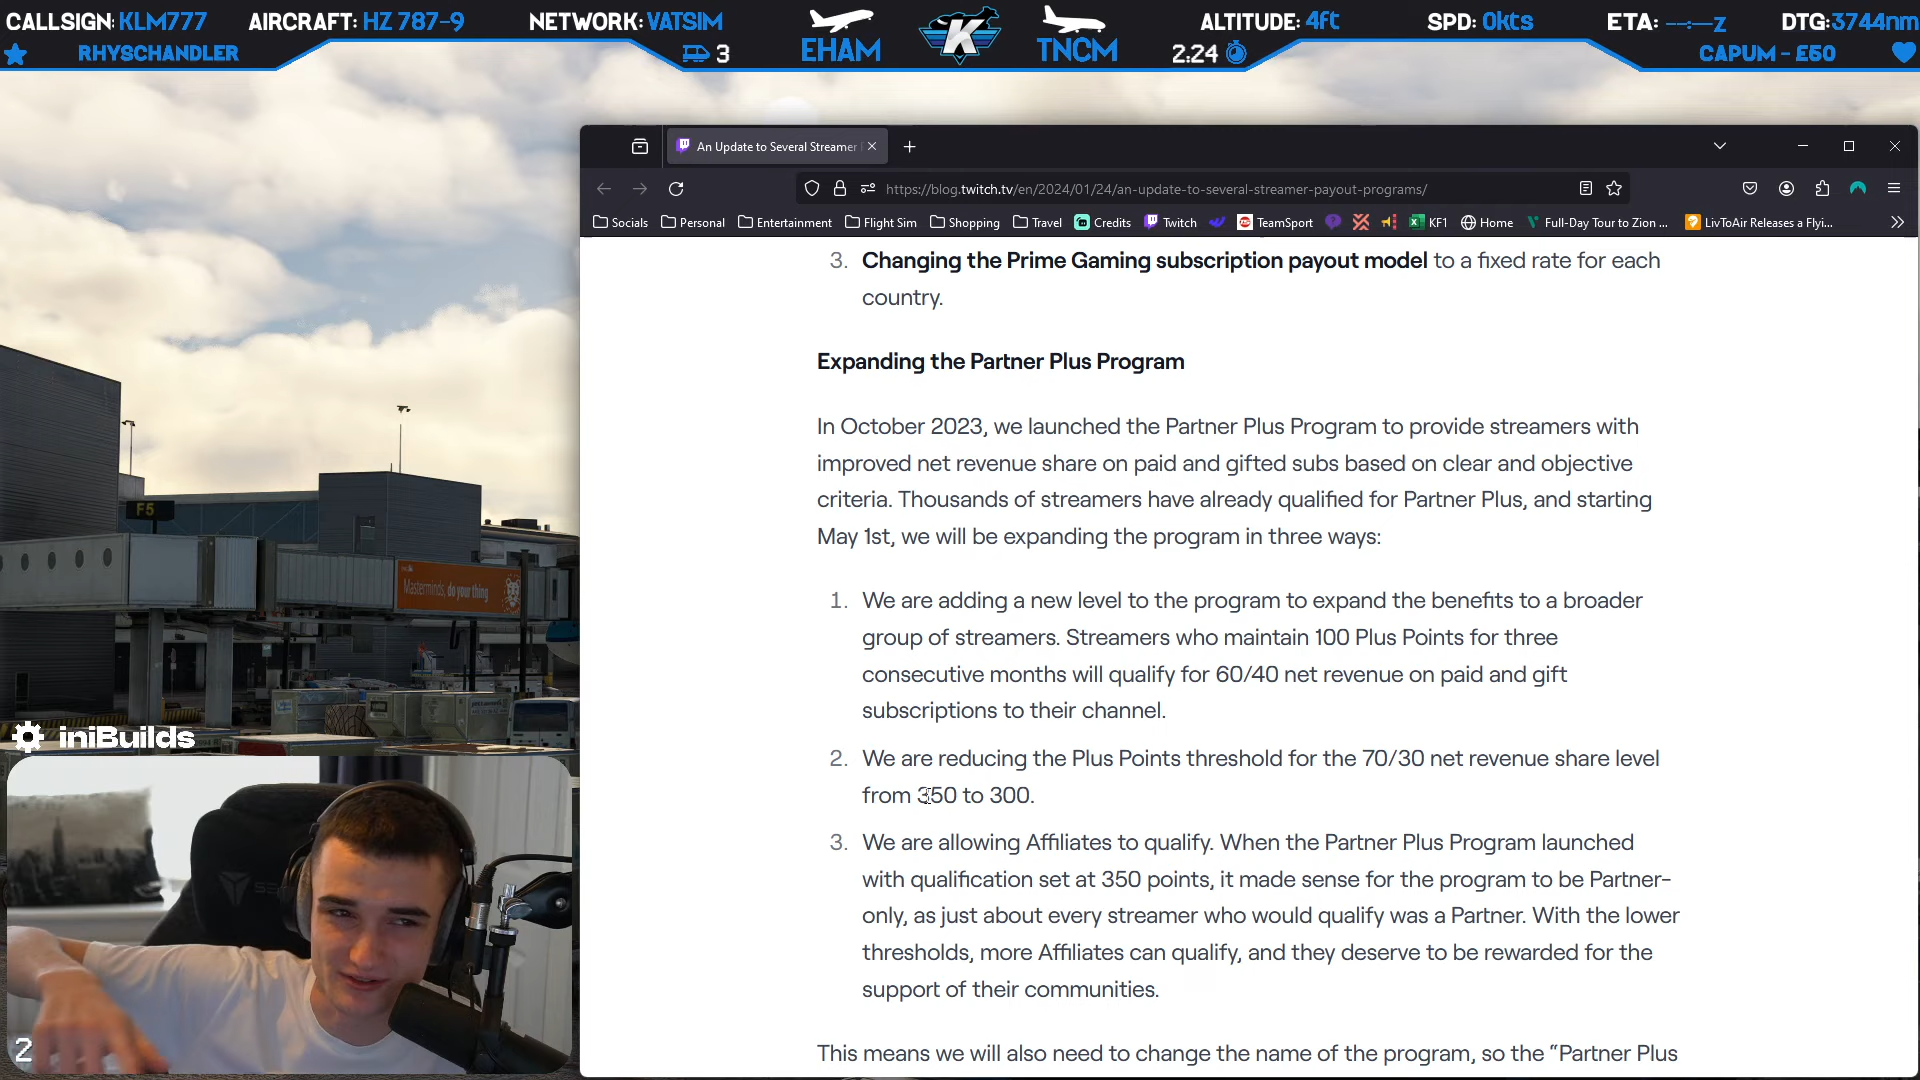 CALLSIGN: KLM777
AIRCRAFT: HZ 787-9
NETWORK: VATSIM
EHAM
K
TNCM
ALTITUDE: 4ft
SPD: 0kts
ETA: --:--Z
DTG:3744nm
RHYSCHANDLER
3
2:24
CAPUM - £50
An Update to Several Streamer
https://blog.twitch.tv/en/2024/01/24/an-update-to-several-streamer-payout-programs/
Socials
Personal
Entertainment
Flight Sim
Shopping
Travel
Credits
Twitch
TeamSport
KF1
Home
Full-Day Tour to Zion ...
LivToAir Releases a Flyi...
3. Changing the Prime Gaming subscription payout model to a fixed rate for each
country.
Expanding the Partner Plus Program
In October 2023, we launched the Partner Plus Program to provide streamers with
improved net revenue share on paid and gifted subs based on clear and objective
criteria. Thousands of streamers have already qualified for Partner Plus, and starting
May 1st, we will be expanding the program in three ways:
1. We are adding a new level to the program to expand the benefits to a broader
group of streamers. Streamers who maintain 100 Plus Points for three
consecutive months will qualify for 60/40 net revenue on paid and gift
subscriptions to their channel.
2. We are reducing the Plus Points threshold for the 70/30 net revenue share level
from 350 to 300.
3. We are allowing Affiliates to qualify. When the Partner Plus Program launched
with qualification set at 350 points, it made sense for the program to be Partner-
only, as just about every streamer who would qualify was a Partner. With the lower
thresholds, more Affiliates can qualify, and they deserve to be rewarded for the
support of their communities.
This means we will also need to change the name of the program, so the “Partner Plus
F5
Masterminds, do your thing
iniBuilds
2